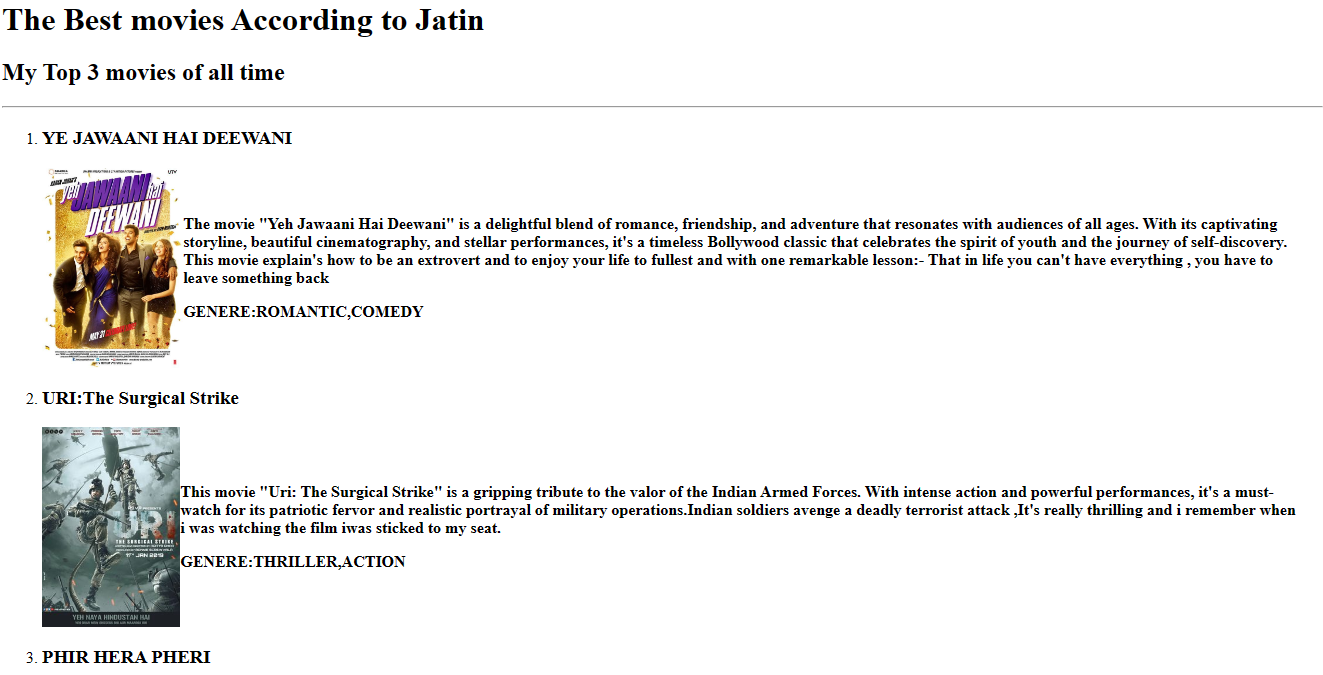 The Best movies According to Jatin
My Top 3 movies of all time
1. YE JAWAANI HAI DEEWANI
UTV
yeh JAWAANI hai
DEEWANI
MAY 31
The movie "Yeh Jawaani Hai Deewani" is a delightful blend of romance, friendship, and adventure that resonates with audiences of all ages. With its captivating
storyline, beautiful cinematography, and stellar performances, it's a timeless Bollywood classic that celebrates the spirit of youth and the journey of self-discovery.
This movie explain's how to be an extrovert and to enjoy your life to fullest and with one remarkable lesson:- That in life you can't have everything , you have to
leave something back
GENERE:ROMANTIC,COMEDY
2. URI:The Surgical Strike
URI
THE SURGICAL STRIKE
11TH JAN 2019
YEH NAYA HINDUSTAN HAI
This movie "Uri: The Surgical Strike" is a gripping tribute to the valor of the Indian Armed Forces. With intense action and powerful performances, it's a must-
watch for its patriotic fervor and realistic portrayal of military operations.Indian soldiers avenge a deadly terrorist attack ,It's really thrilling and i remember when
i was watching the film iwas sticked to my seat.
GENERE:THRILLER,ACTION
3. PHIR HERA PHERI